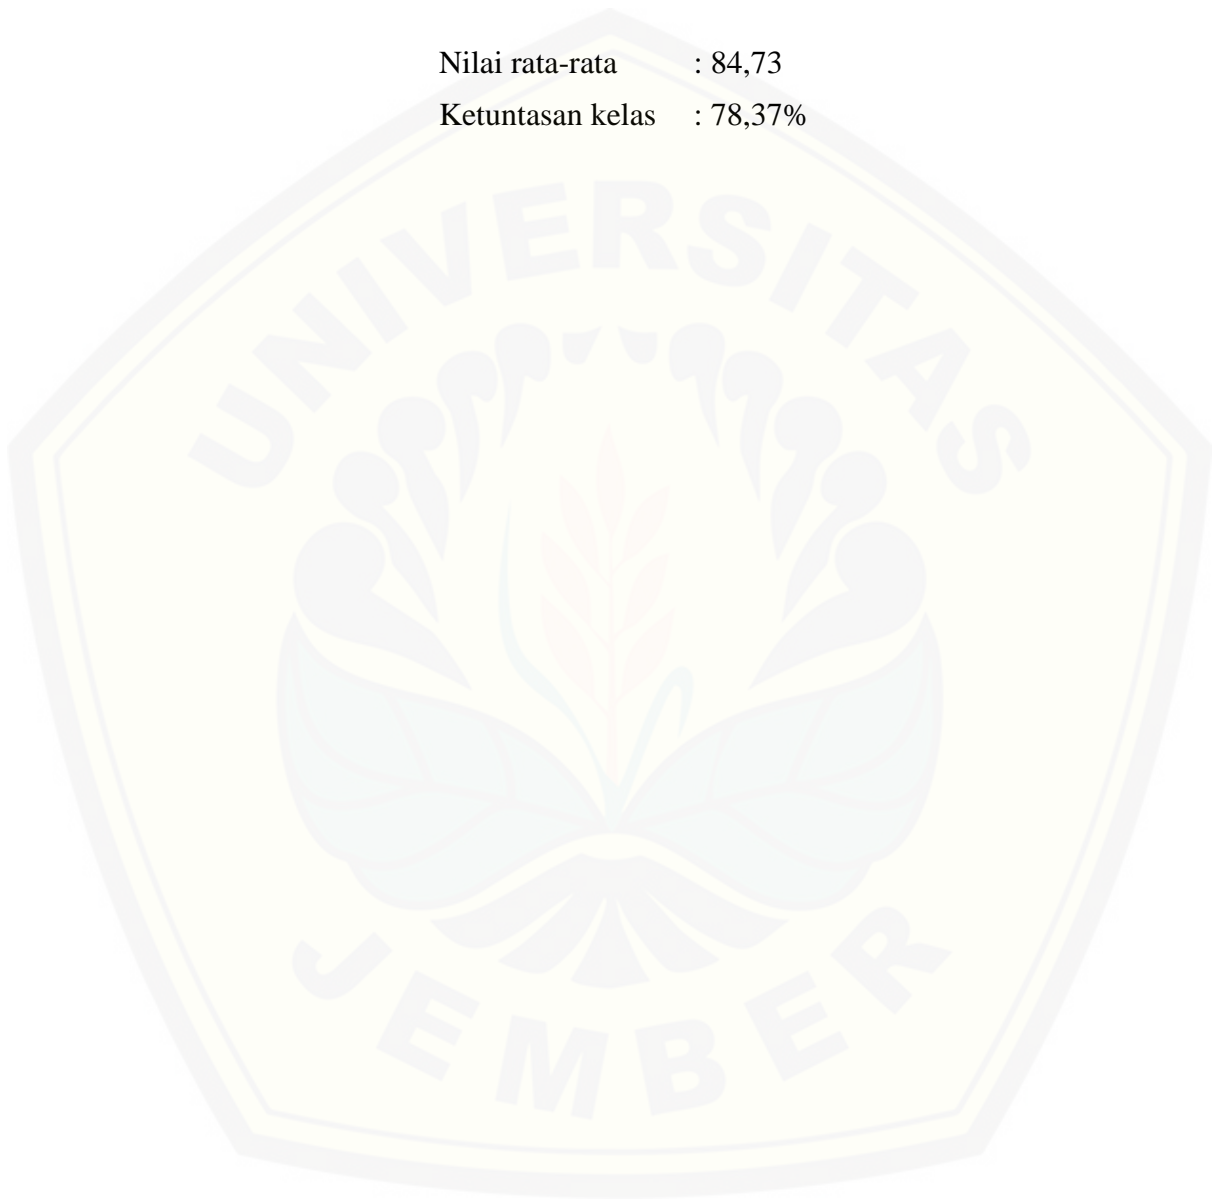 Nilai rata-rata : 84,73
Ketuntasan kelas : 78,37%
UNIVERSITAS
JEMBER